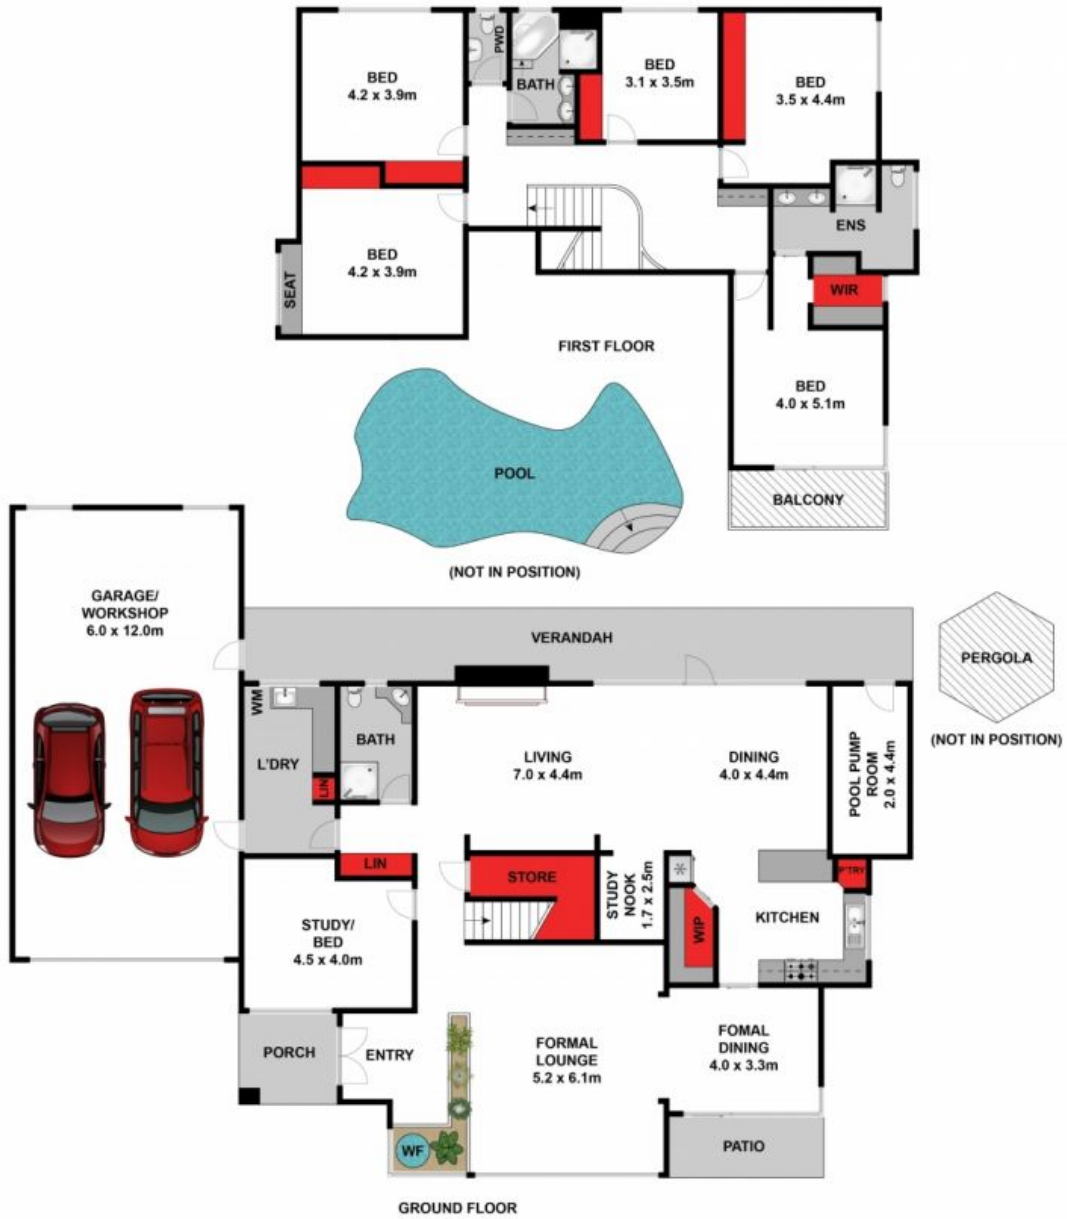 BED
4.2 x 3.9m
PWD
BATH
BED
3.1 x 3.5m
BED
3.5 x 4.4m
BED
4.2 x 3.9m
SEAT
ENS
WIR
FIRST FLOOR
BED
4.0 x 5.1m
BALCONY
POOL
(NOT IN POSITION)
GARAGE/
WORKSHOP
6.0 x 12.0m
VERANDAH
PERGOLA
(NOT IN POSITION)
WM
L'DRY
LIN
BATH
LIVING
7.0 x 4.4m
DINING
4.0 x 4.4m
POOL PUMP
ROOM
2.0 x 4.4m
LIN
STORE
STUDY
NOOK
1.7 x 2.5m
P'TRY
WIP
KITCHEN
STUDY/
BED
4.5 x 4.0m
PORCH
ENTRY
FORMAL
LOUNGE
5.2 x 6.1m
FOMAL
DINING
4.0 x 3.3m
WF
PATIO
GROUND FLOOR